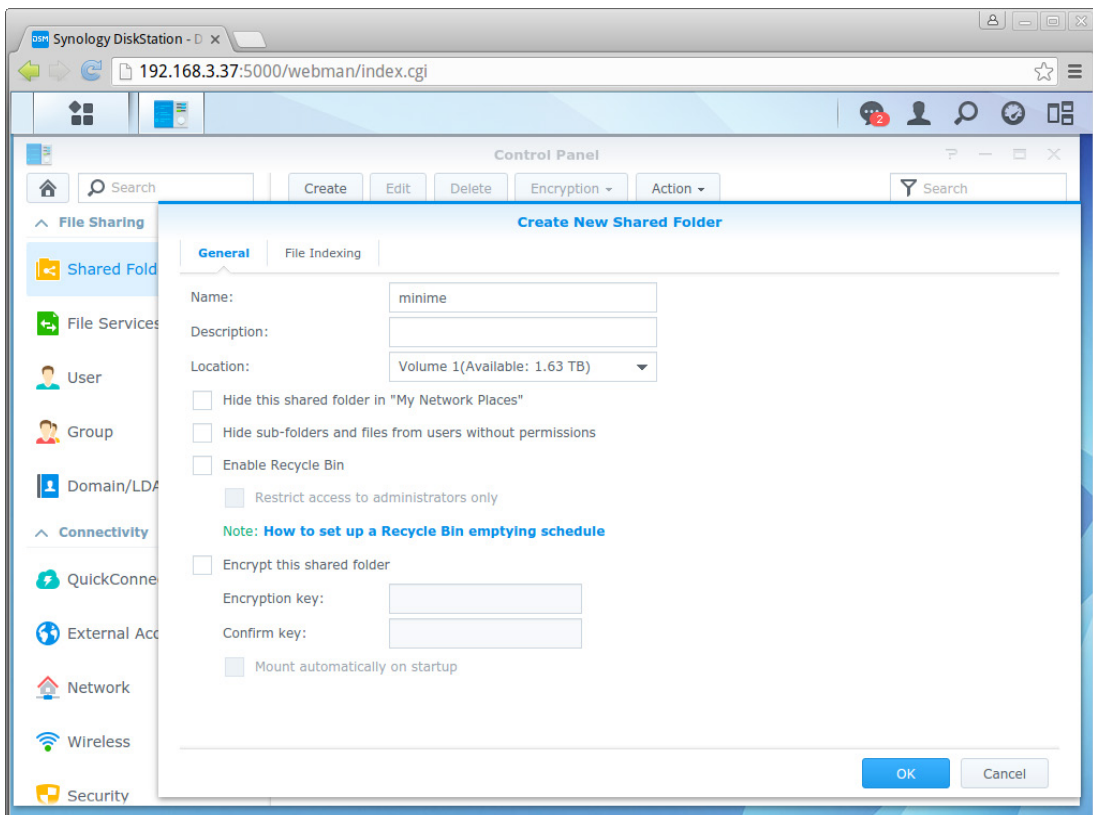 DSM Synology DiskStation - D
192.168.3.37:5000/webman/index.cgi
2
Control Panel
Search Create Edit Delete Encryption Action Search
File Sharing
Shared Fold
File Services
User
Group
Domain/LDA
Connectivity
QuickConne
External Acc
Network
Wireless
Security
Create New Shared Folder
General File Indexing
Name: minime
Description:
Location: Volume 1(Available: 1.63 TB)
Hide this shared folder in "My Network Places"
Hide sub-folders and files from users without permissions
Enable Recycle Bin
Restrict access to administrators only
Note: How to set up a Recycle Bin emptying schedule
Encrypt this shared folder
Encryption key:
Confirm key:
Mount automatically on startup
OK Cancel